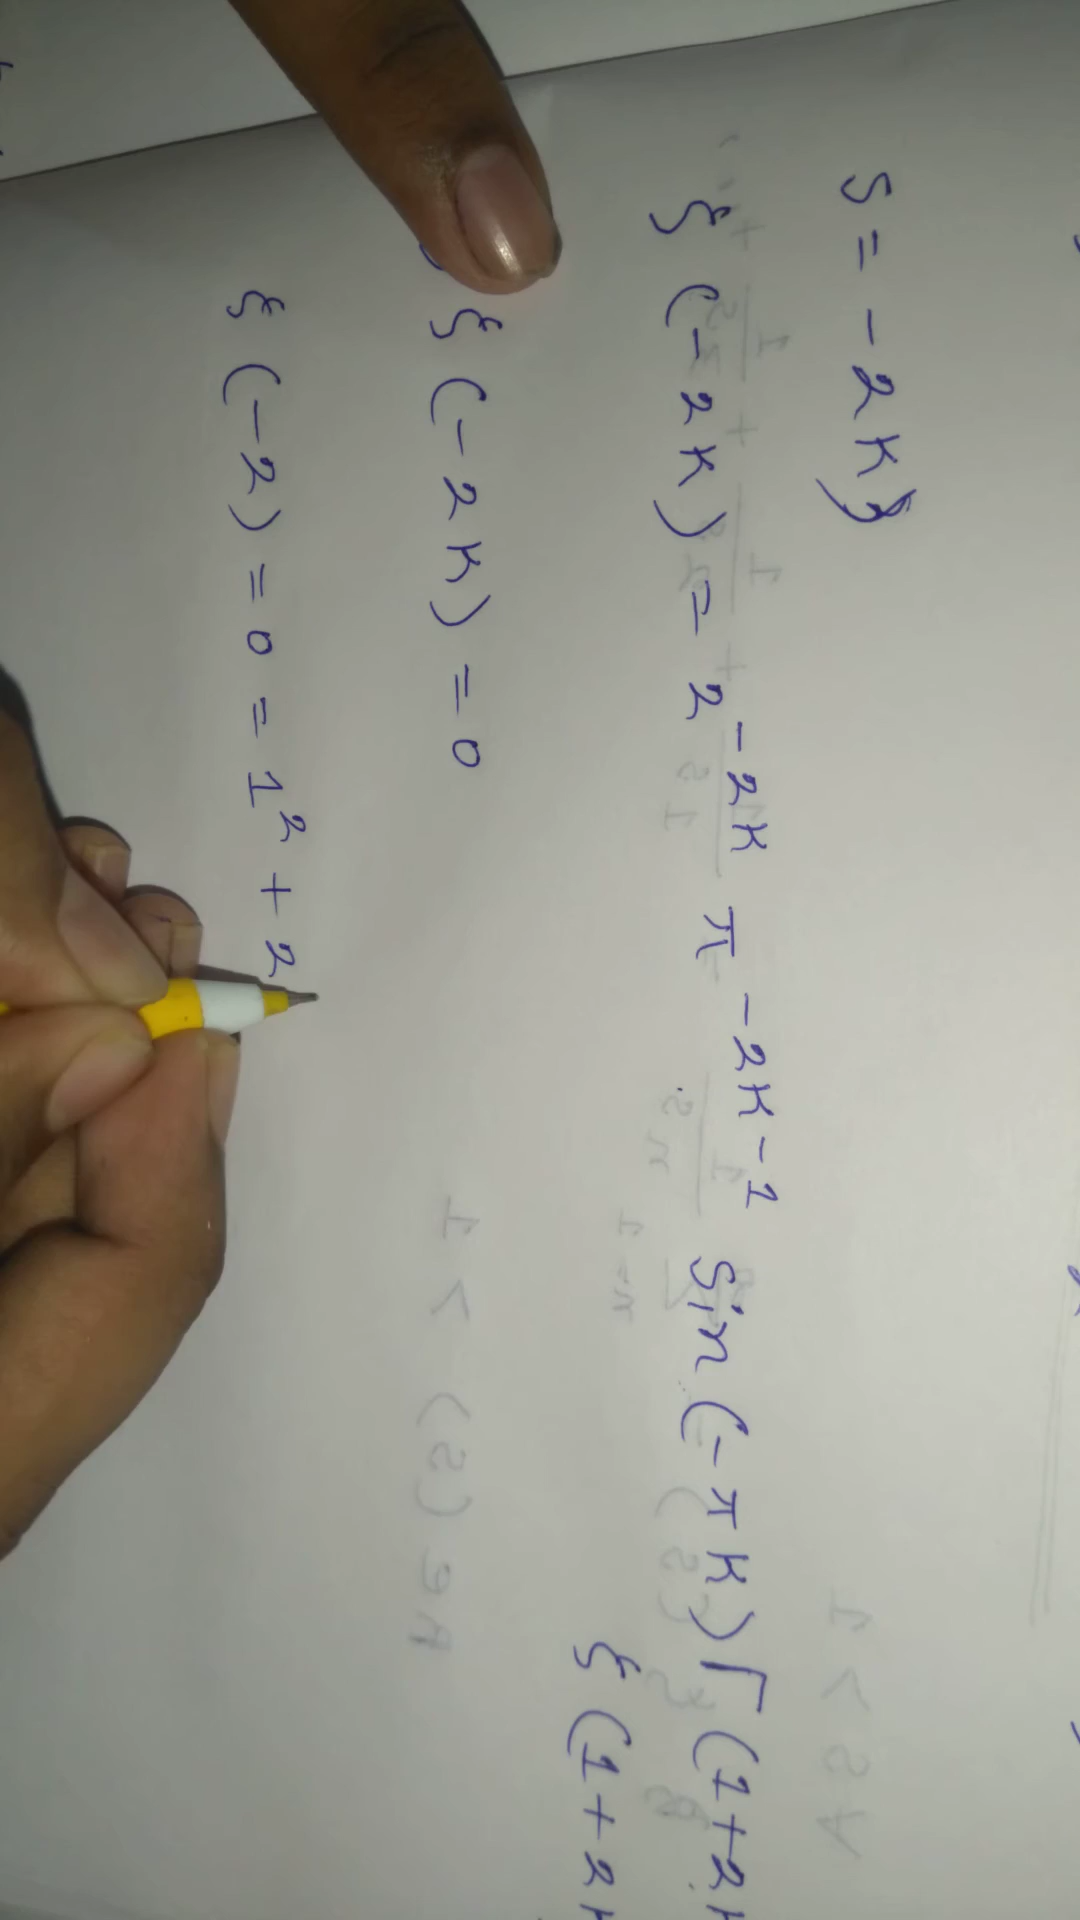 S = -2K}
ξ(-2K) = 2^{-2K} π^{-2K-1} Sin(-πK) Γ(1+2K
ξ(1+2K
ξ(-2K) = 0
ξ(-2) = 0 = 1² + 2